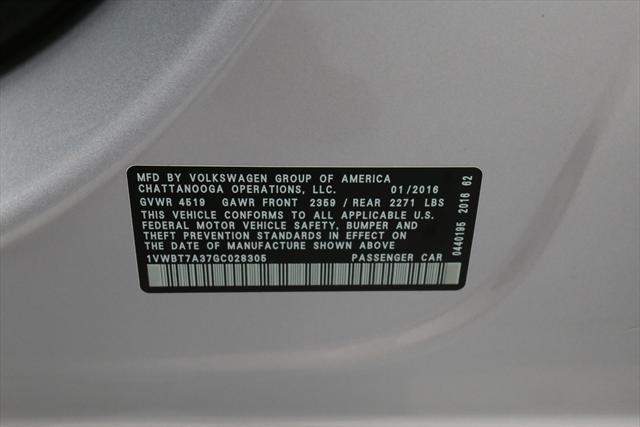 MFD BY VOLKSWAGEN GROUP OF AMERICA
CHATTANOOGA OPERATIONS, LLC. 01/2016
GVWR 4519 GAWR FRONT 2359 / REAR 2271 LBS
THIS VEHICLE CONFORMS TO ALL APPLICABLE U.S.
FEDERAL MOTOR VEHICLE SAFETY, BUMPER AND
THEFT PREVENTION STANDARDS IN EFFECT ON THE
DATE OF MANUFACTURE SHOWN ABOVE
1VWBT7A37GC028305 PASSENGER CAR
0440195 2016 62